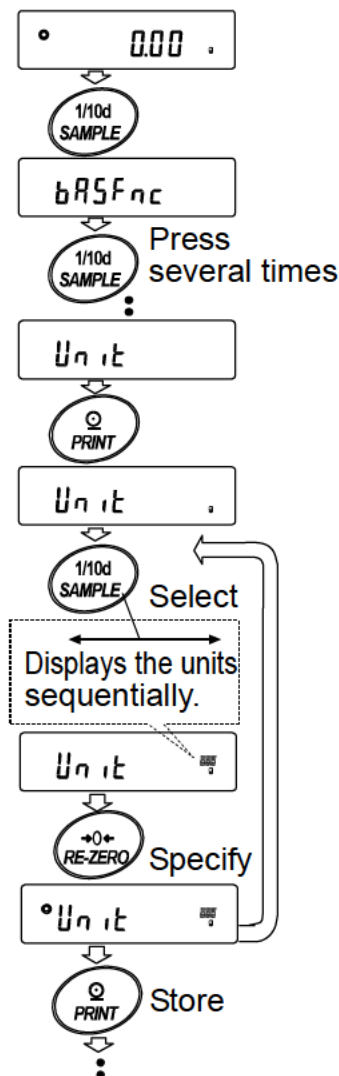 0.00 g
1/10d
SAMPLE
bASFnc
1/10d
SAMPLE
Press
several times
Unit
PRINT
Unit g
1/10d
SAMPLE
Select
Displays the units
sequentially.
Unit
→0←
RE-ZERO
Specify
Unit
PRINT
Store